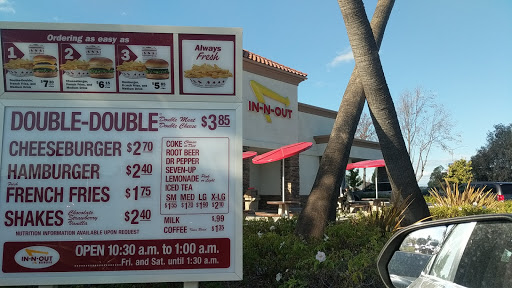 Ordering as easy as
1
2
3
Always
Fresh
DOUBLE-DOUBLE Double Meat Double Cheese $3.85
CHEESEBURGER $2.70
HAMBURGER $2.40
FRENCH FRIES $1.75
SHAKES Chocolate Strawberry Vanilla $2.40
NUTRITION INFORMATION AVAILABLE UPON REQUEST
COKE
ROOT BEER
DR PEPPER
SEVEN-UP
LEMONADE
ICED TEA
SM MED LG X-LG
MILK $.99
COFFEE
IN-N-OUT
OPEN 10:30 a.m. to 1:00 a.m.
Fri. and Sat. until 1:30 a.m.
IN-N-OUT